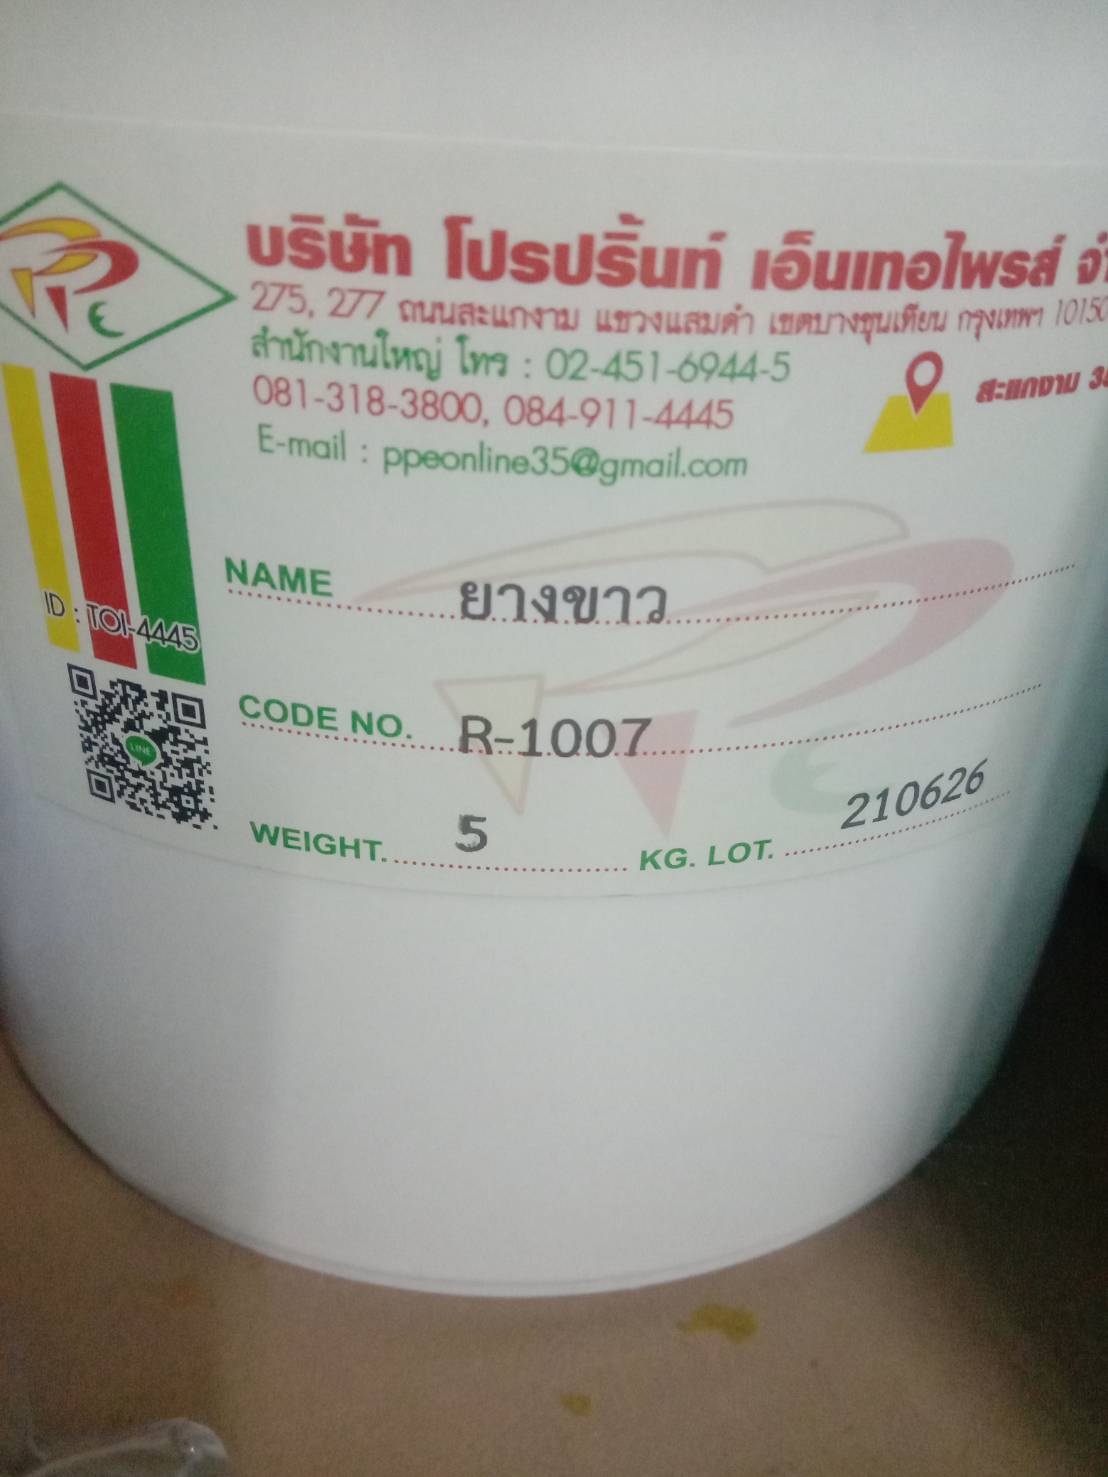 PPE
บริษัท โปรปริ้นท์ เอ็นเทอไพรส์
275, 277 ถนนสะแกงาม แขวงแสมดำ เขตบางขุนเทียน กรุงเทพฯ 10150
สำนักงานใหญ่ โทร : 02-451-6944-5
081-318-3800, 084-911-4445
สะแกงาม
E-mail : ppeonline35@gmail.com
NAME ยางขาว
ID : TOI-4445
CODE NO. R-1007
LINE
WEIGHT. 5 KG. LOT. 210626